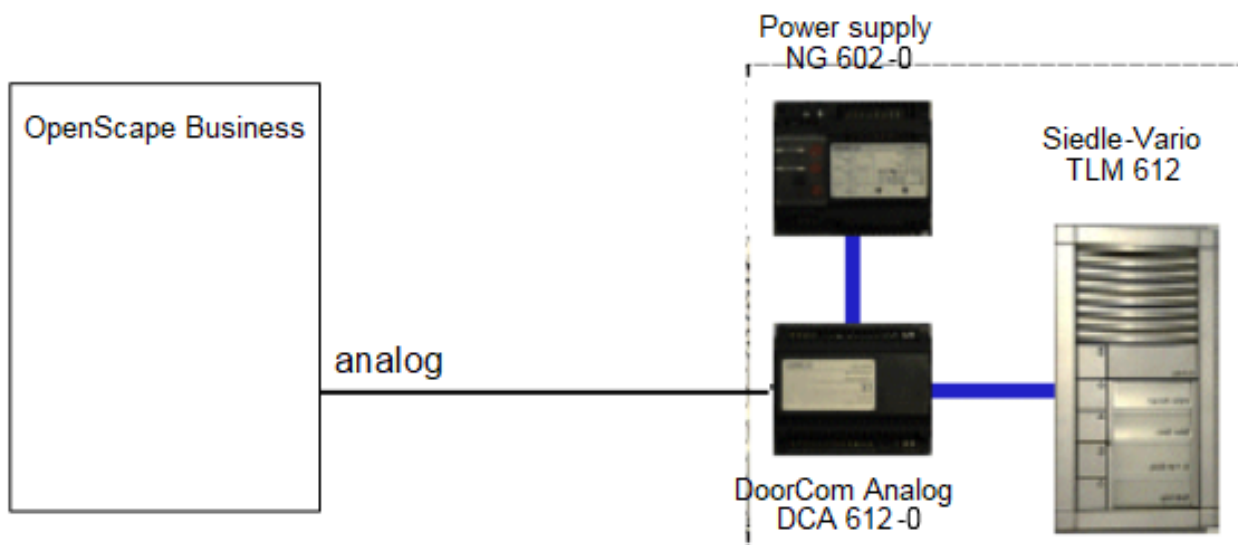 Power supply
NG 602-0
OpenScape Business
Siedle-Vario
TLM 612
analog
DoorCom Analog
DCA 612-0